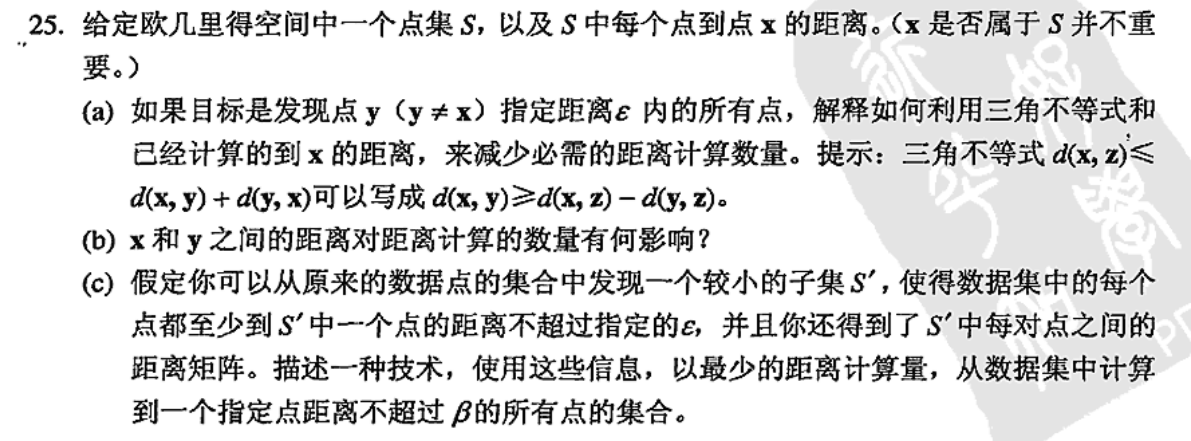 25. 给定欧几里得空间中一个点集 S，以及 S 中每个点到点 x 的距离。（x 是否属于 S 并不重
要。）
(a) 如果目标是发现点 y（y ≠ x）指定距离ε 内的所有点，解释如何利用三角不等式和
已经计算的到 x 的距离，来减少必需的距离计算数量。提示：三角不等式 d(x, z)≤
d(x, y) + d(y, x)可以写成 d(x, y)≥d(x, z) − d(y, z)。
(b) x 和 y 之间的距离对距离计算的数量有何影响？
(c) 假定你可以从原来的数据点的集合中发现一个较小的子集 S′，使得数据集中的每个
点都至少到 S′ 中一个点的距离不超过指定的ε，并且你还得到了 S′ 中每对点之间的
距离矩阵。描述一种技术，使用这些信息，以最少的距离计算量，从数据集中计算
到一个指定点距离不超过 β的所有点的集合。